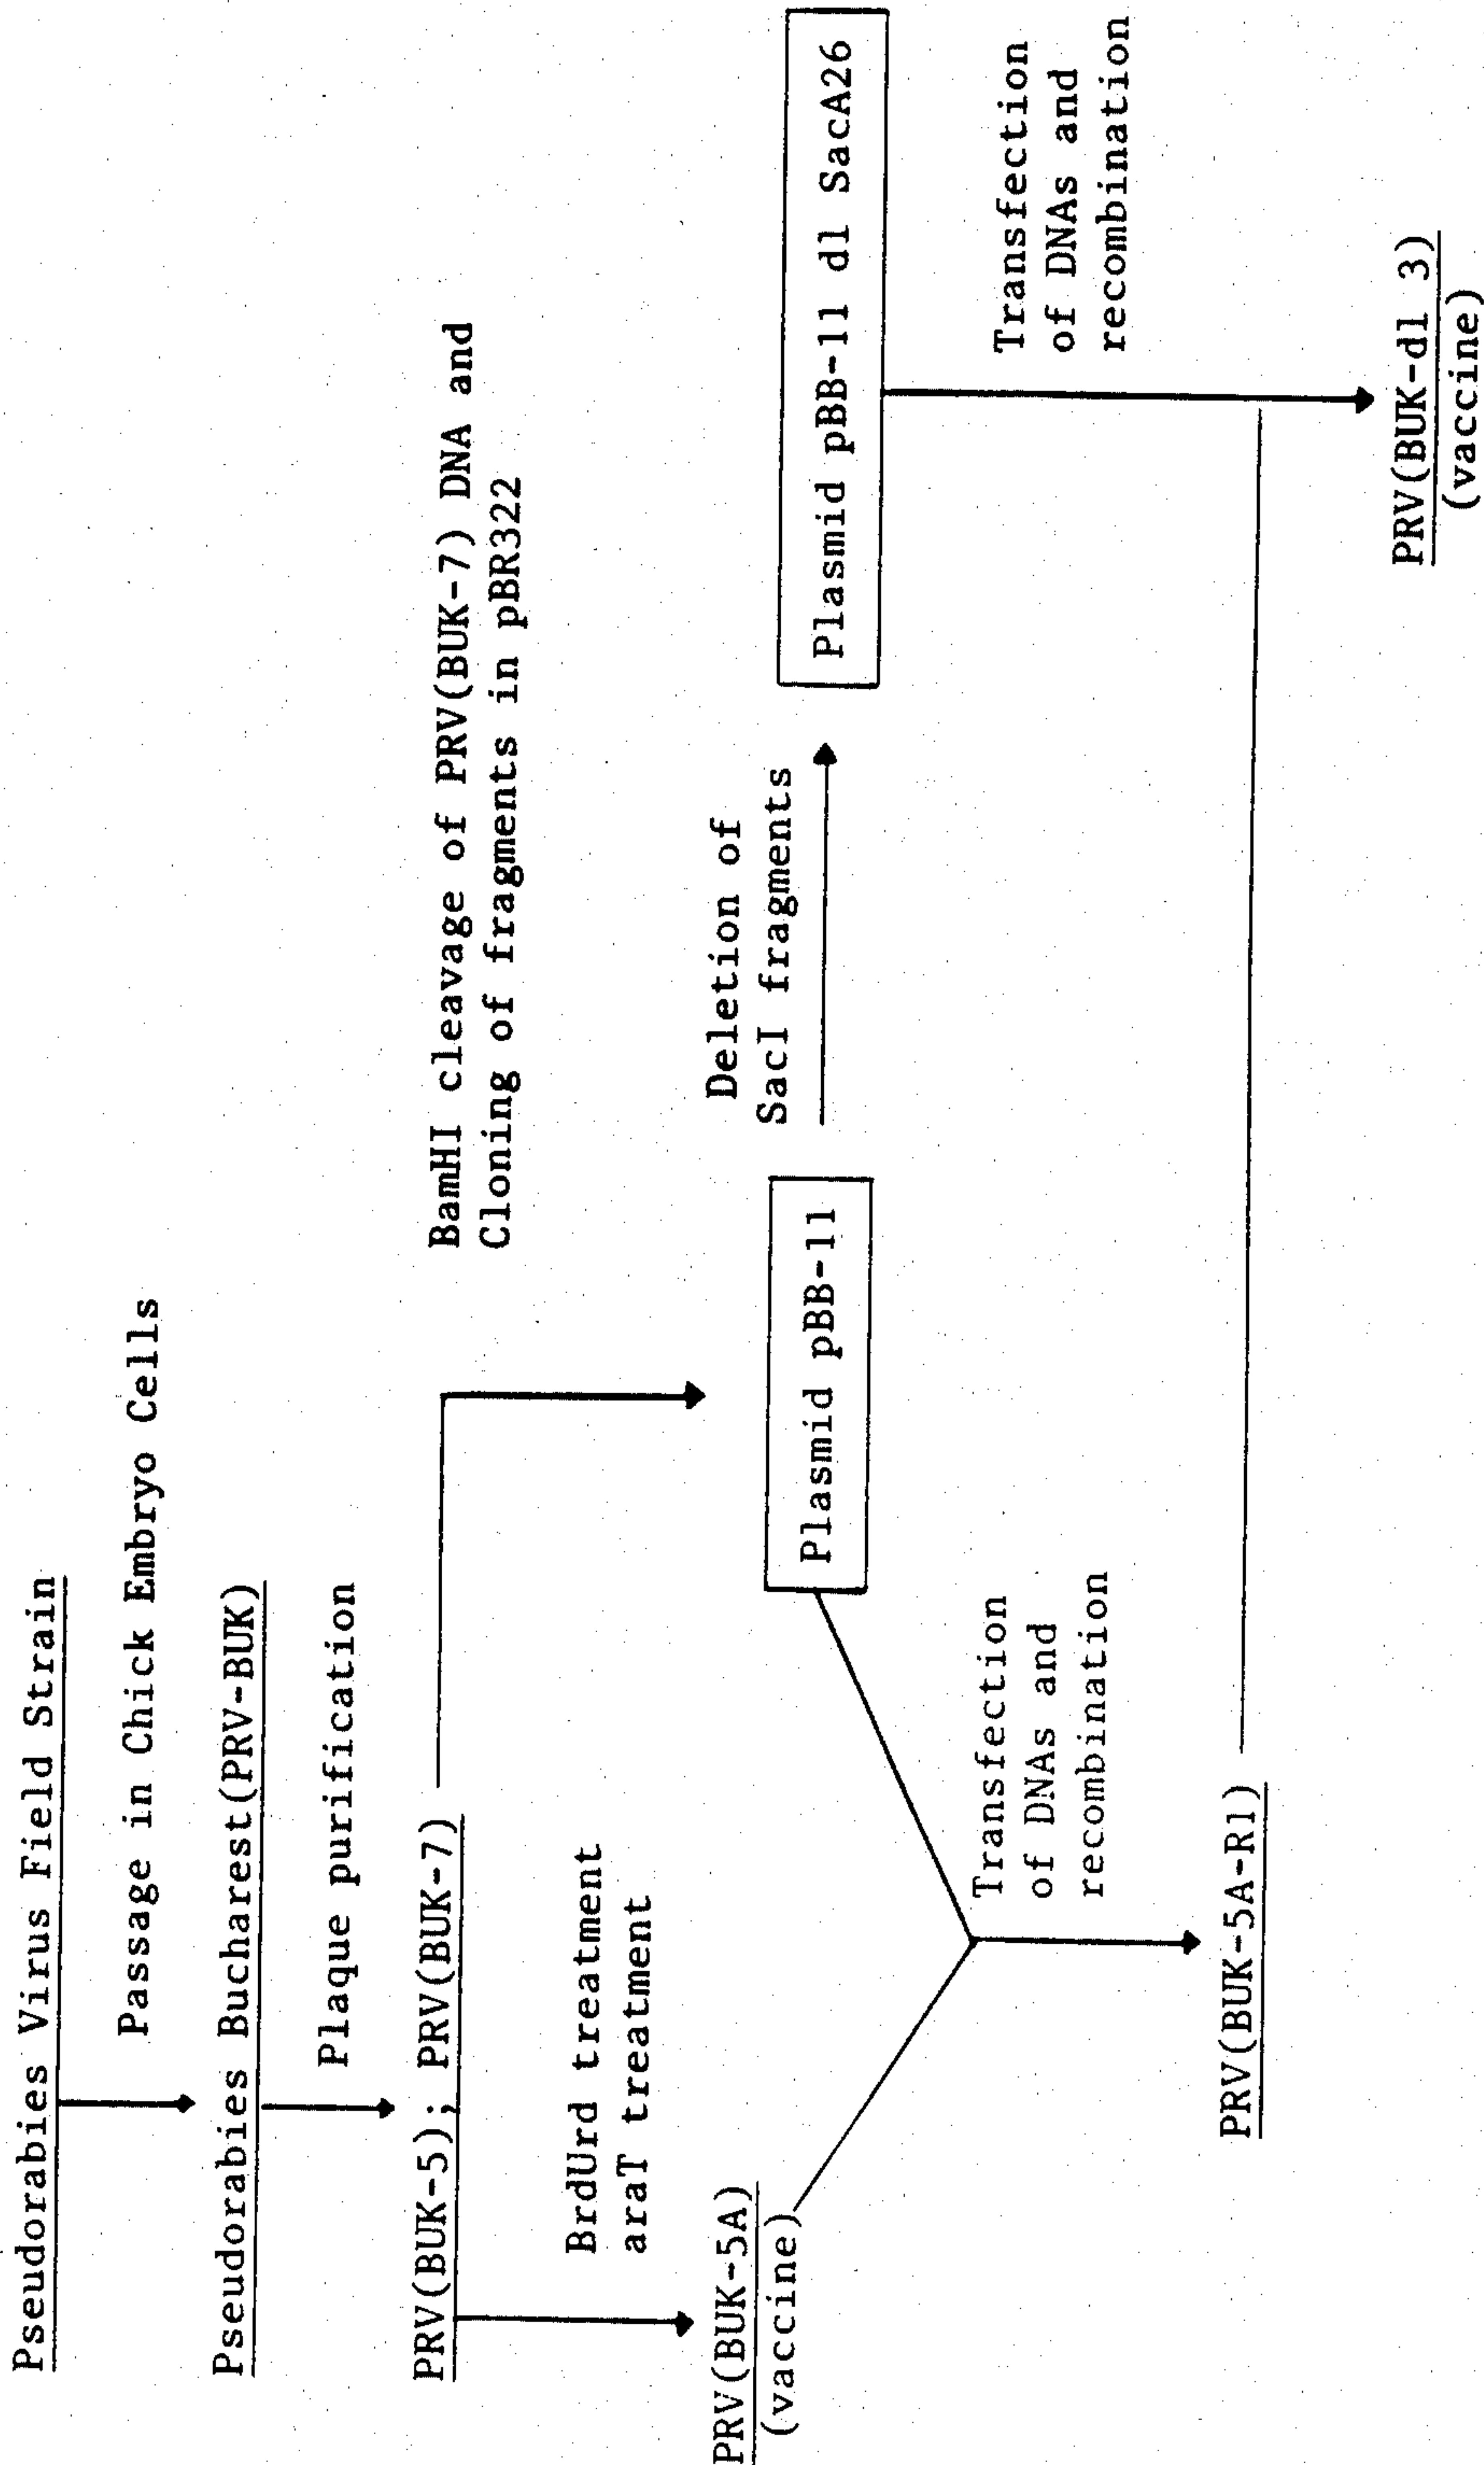 Pseudorabies Virus Field Strain
Passage in Chick Embryo Cells
Pseudorabies Bucharest(PRV-BUK)
Plaque purification
PRV(BUK-5); PRV(BUK-7)
BamHI cleavage of PRV(BUK-7) DNA and
Cloning of fragments in pBR322
BrdUrd treatment
araT treatment
PRV(BUK-5A)
(vaccine)
Plasmid pBB-11
Deletion of
SacI fragments
Plasmid pBB-11 dl SacA26
Transfection
of DNAs and
recombination
Transfection
of DNAs and
recombination
PRV(BUK-5A-R1)
PRV(BUK-dl 3)
(vaccine)